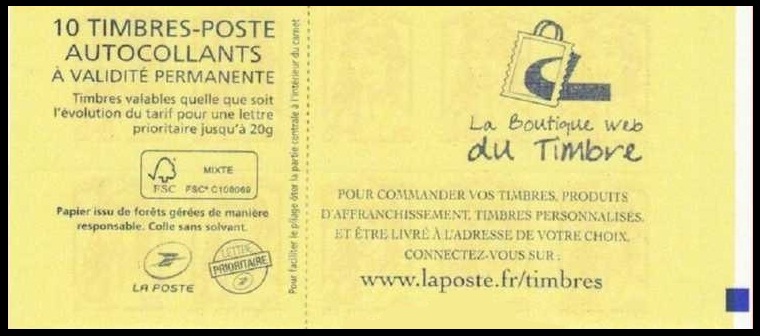 10 TIMBRES-POSTE
AUTOCOLLANTS
À VALIDITÉ PERMANENTE
Timbres valables quelle que soit
l'évolution du tarif pour une lettre
prioritaire jusqu'à 20g
FSC
MIXTE
FSC® C108069
Papier issu de forêts gérées de manière
responsable. Colle sans solvant.
LA POSTE
LETTRE
PRIORITAIRE
Pour faciliter le pliage ôter la partie centrale à l'intérieur du carnet
La Boutique web
du Timbre
POUR COMMANDER VOS TIMBRES, PRODUITS
D'AFFRANCHISSEMENT, TIMBRES PERSONNALISÉS,
ET ÊTRE LIVRÉ À L'ADRESSE DE VOTRE CHOIX,
CONNECTEZ-VOUS SUR :
www.laposte.fr/timbres